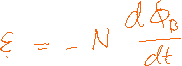 ε = - N dΦ_B / dt